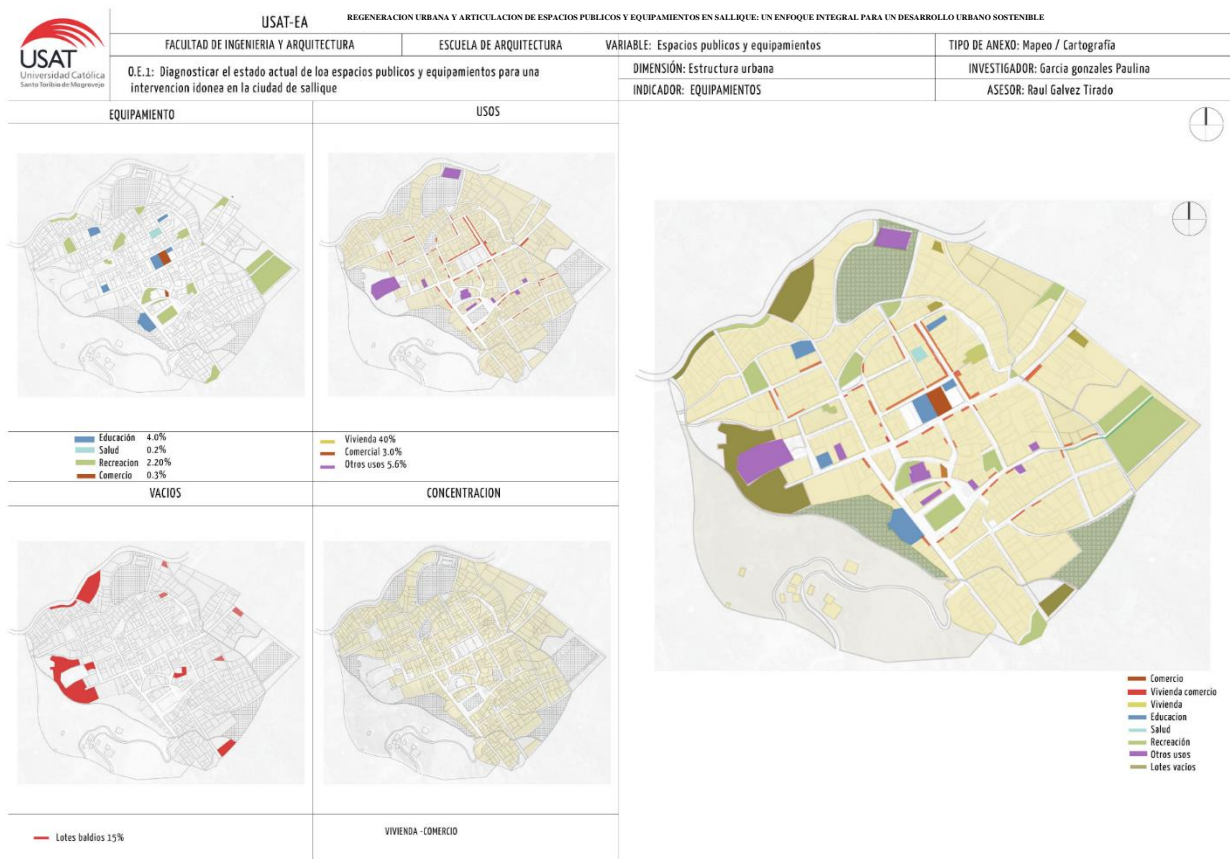 USAT-EA
REGENERACION URBANA Y ARTICULACION DE ESPACIOS PUBLICOS Y EQUIPAMIENTOS EN SALLIQUE: UN ENFOQUE INTEGRAL PARA UN DESARROLLO URBANO SOSTENIBLE
USAT
Universidad Católica
Santo Toribio de Mogrovejo
FACULTAD DE INGENIERIA Y ARQUITECTURA
ESCUELA DE ARQUITECTURA
VARIABLE: Espacios publicos y equipamientos
TIPO DE ANEXO: Mapeo / Cartografía
O.E.1: Diagnosticar el estado actual de loa espacios publicos y equipamientos para una
intervencion idonea en la ciudad de sallique
DIMENSIÓN: Estructura urbana
INVESTIGADOR: Garcia gonzales Paulina
INDICADOR: EQUIPAMIENTOS
ASESOR: Raul Galvez Tirado
EQUIPAMIENTO
USOS
Educación 4.0%
Salud 0.2%
Recreacion 2.20%
Comercio 0.3%
Vivienda 40%
Comercial 3.0%
Otros usos 5.6%
VACIOS
CONCENTRACION
Lotes baldios 15%
VIVIENDA -COMERCIO
Comercio
Vivienda comercio
Vivienda
Educacion
Salud
Recreación
Otros usos
Lotes vacios